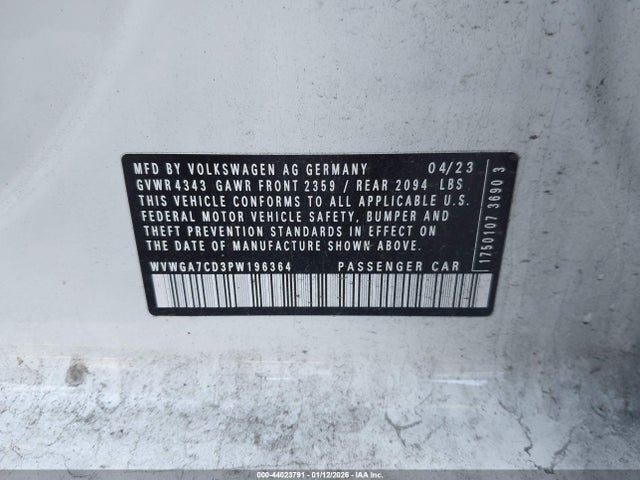 MFD BY VOLKSWAGEN AG GERMANY 04/23
GVWR 4343 GAWR FRONT 2359 / REAR 2094 LBS
THIS VEHICLE CONFORMS TO ALL APPLICABLE U.S.
FEDERAL MOTOR VEHICLE SAFETY, BUMPER AND
THEFT PREVENTION STANDARDS IN EFFECT ON
THE DATE OF MANUFACTURE SHOWN ABOVE.
WVWGA7CD3PW196364 PASSENGER CAR
1750107 3690 3
000-44023791 - 01/12/2026 - IAA Inc.